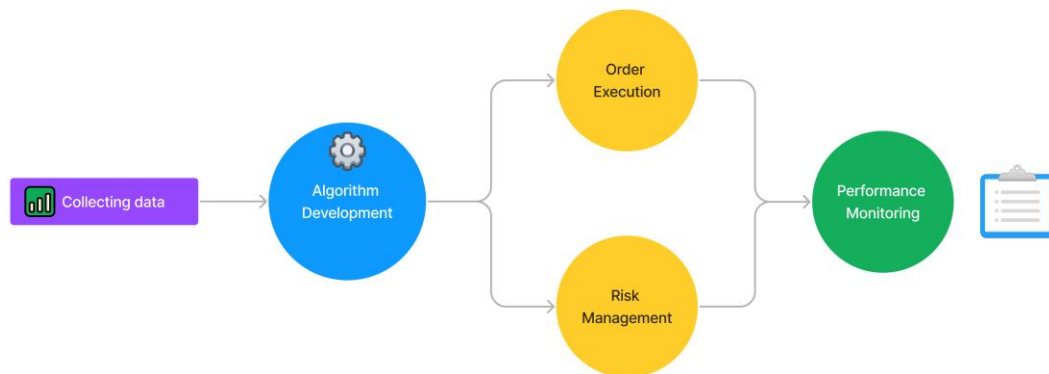 Collecting data
Algorithm
Development
Order
Execution
Risk
Management
Performance
Monitoring